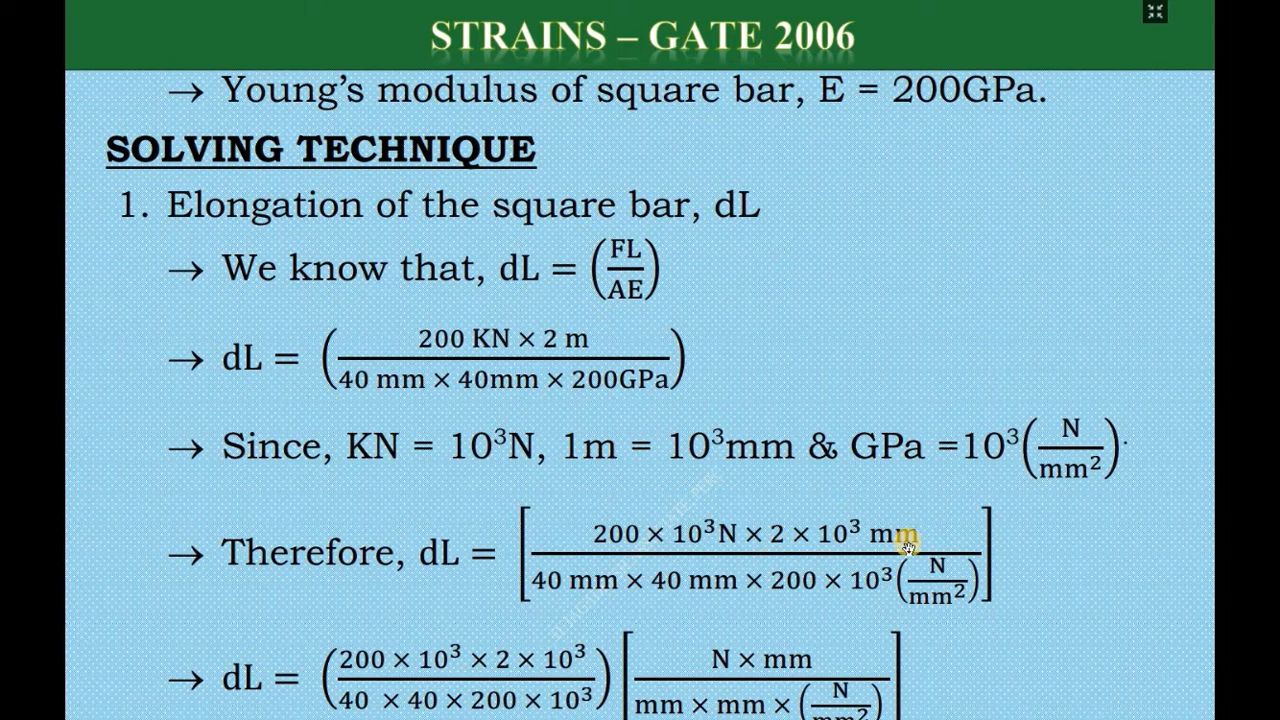 STRAINS – GATE 2006
→ Young's modulus of square bar, E = 200GPa.
SOLVING TECHNIQUE
1. Elongation of the square bar, dL
→ We know that, dL = (FL/AE)
→ dL = (200 KN × 2 m / 40 mm × 40mm × 200GPa)
→ Since, KN = 10³N, 1m = 10³mm & GPa =10³(N/mm²).
→ Therefore, dL = [200 × 10³N × 2 × 10³ mm / 40 mm × 40 mm × 200 × 10³(N/mm²)]
→ dL = (200 × 10³ × 2 × 10³ / 40 × 40 × 200 × 10³) [N × mm / mm × mm × (N/mm²)]